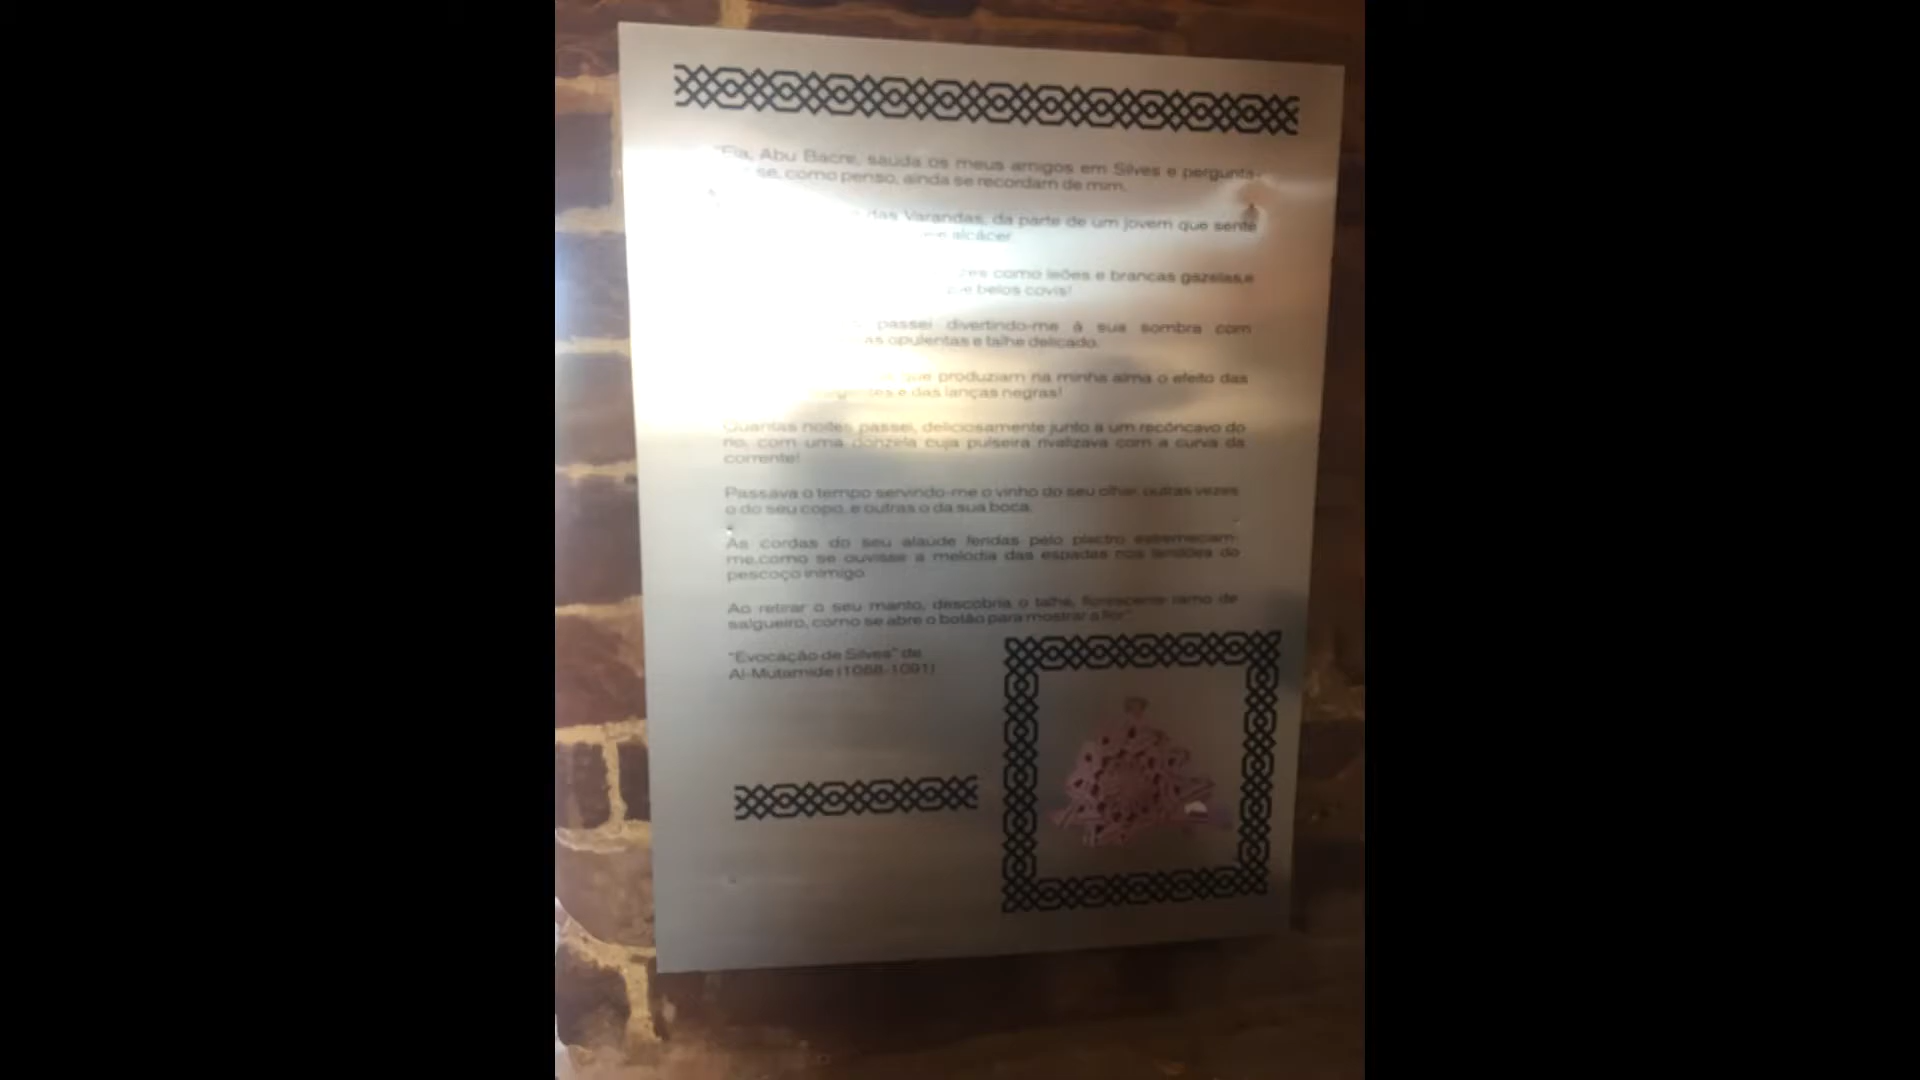 "Eia, Abu Bacre, saúda os meus amigos em Silves e pergunta-
se, como penso, ainda se recordam de mim.
das Varandas, da parte de um jovem que sente
alcácer.
como leões e brancas gazelas,e
belos covis!
passei divertindo-me à sua sombra com
opulentas e talhe delicado.
que produziam na minha alma o efeito das
e das lanças negras!
Quantas noites passei, deliciosamente junto a um recôncavo do
rio, com uma donzela cuja pulseira rivalizava com a curva da
corrente!
Passava o tempo servindo-me o vinho do seu olhar, outras vezes
o do seu copo, e outras o da sua boca.
As cordas do seu alaúde feridas pelo plectro estremeciam-
me,como se ouvisse a melodia das espadas nos tendões do
pescoço inimigo.
Ao retirar o seu manto, descobria o talhe, florescente ramo de
salgueiro, como se abre o botão para mostrar a flor"
"Evocação de Silves" de
Al-Mutamide (1068-1091)